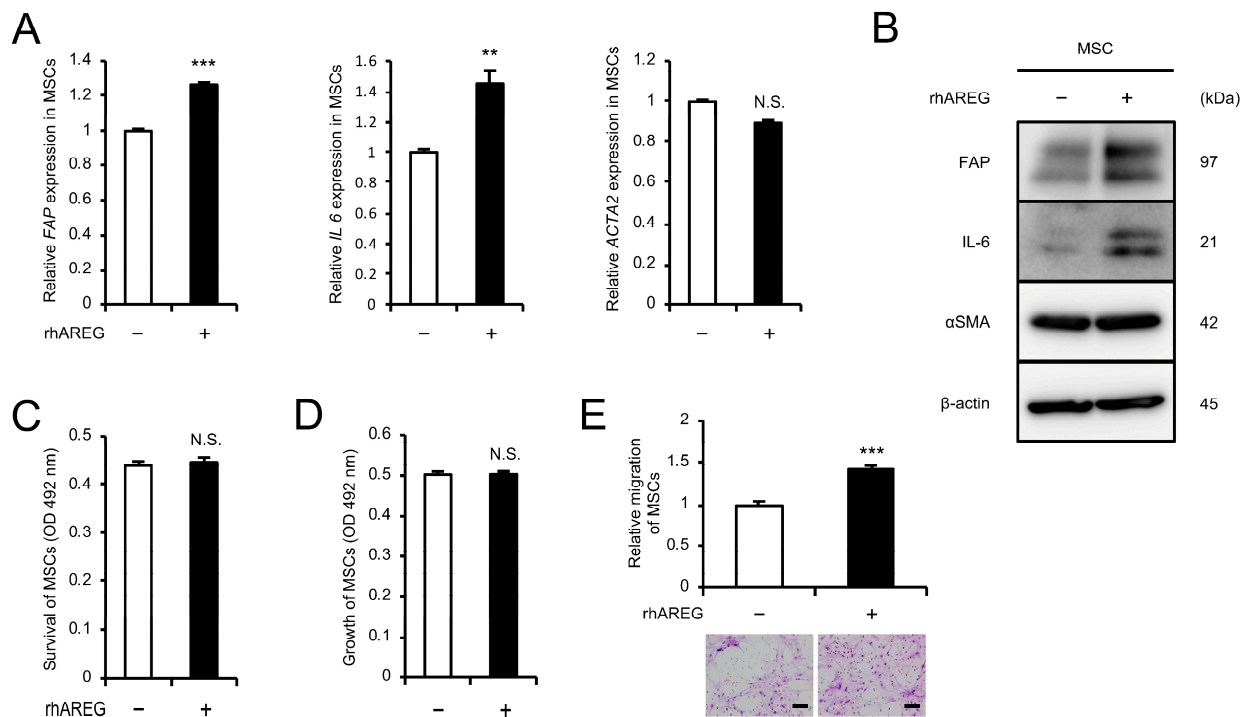 A
Relative FAP expression in MSCs
1.4
1.2
1
0.8
0.6
0.4
0.2
0
***
rhAREG
– +
Relative IL 6 expression in MSCs
1.6
1.4
1.2
1
0.8
0.6
0.4
0.2
0
**
– +
Relative ACTA2 expression in MSCs
1.2
1
0.8
0.6
0.4
0.2
0
N.S.
– +
B
MSC
rhAREG – + (kDa)
FAP 97
IL-6 21
αSMA 42
β-actin 45
C
Survival of MSCs (OD 492 nm)
0.5
0.4
0.3
0.2
0.1
0
N.S.
rhAREG – +
D
Growth of MSCs (OD 492 nm)
0.6
0.5
0.4
0.3
0.2
0.1
0
N.S.
– +
E
Relative migration
of MSCs
2
1.5
1
0.5
0
***
rhAREG – +